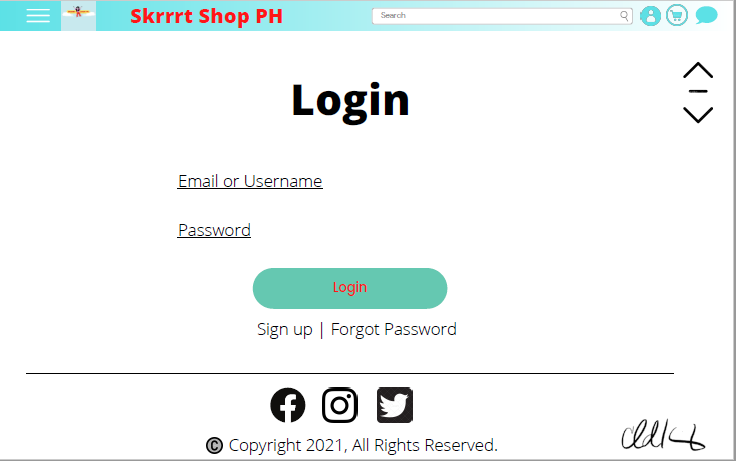 Skrrrt Shop PH
Search
Login
Email or Username
Password
Login
Sign up | Forgot Password
© Copyright 2021, All Rights Reserved.